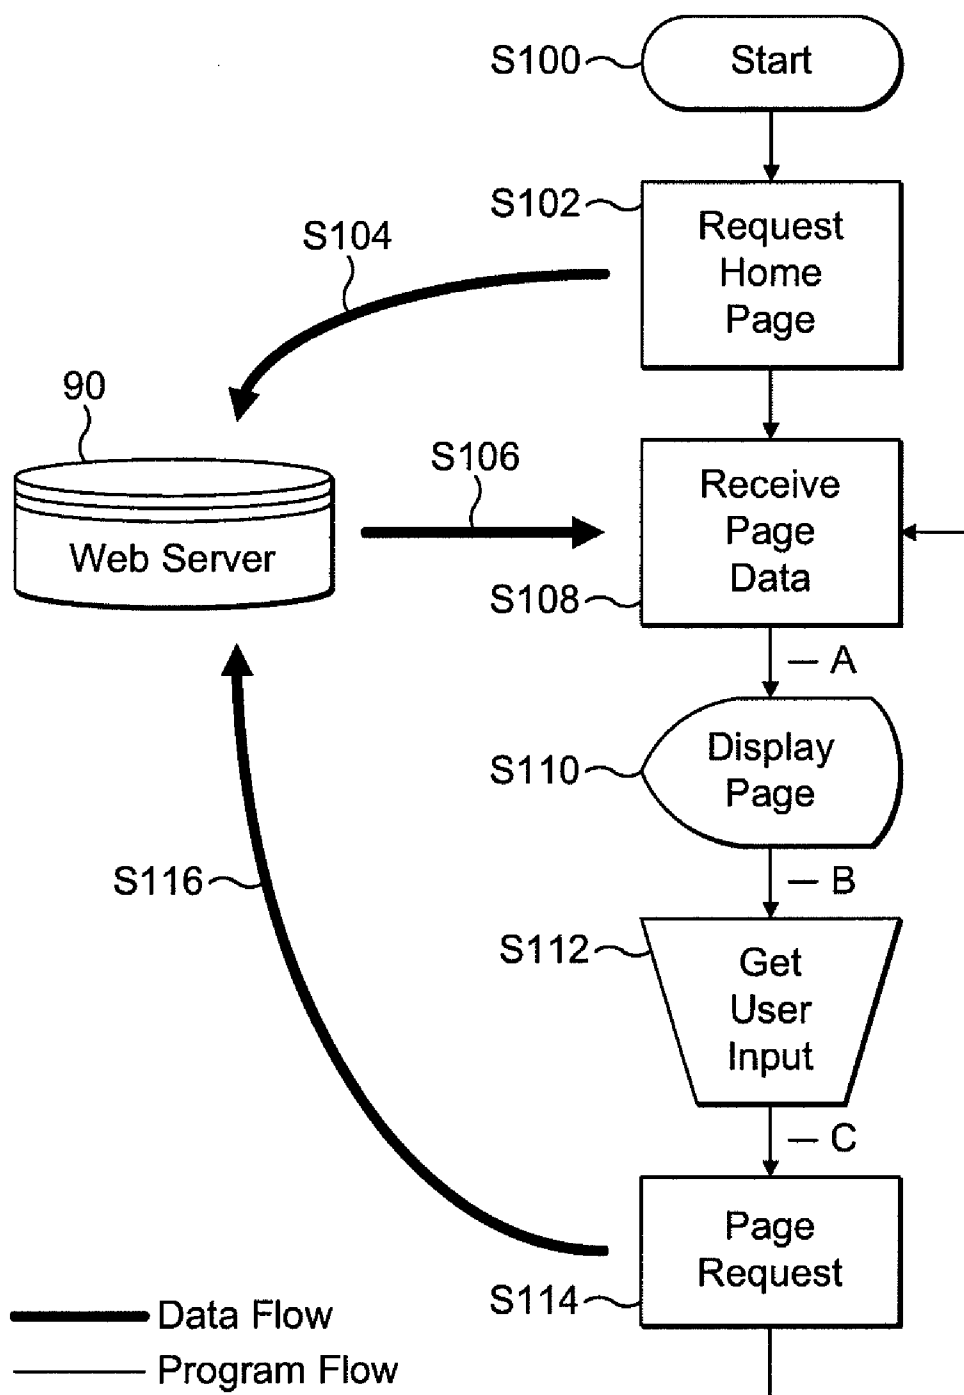 S100
Start
S102
Request
Home
Page
S104
90
Web Server
S106
Receive
Page
Data
S108
— A
Display
Page
S110
— B
S112
Get
User
Input
S116
— C
Page
Request
S114
Data Flow
Program Flow